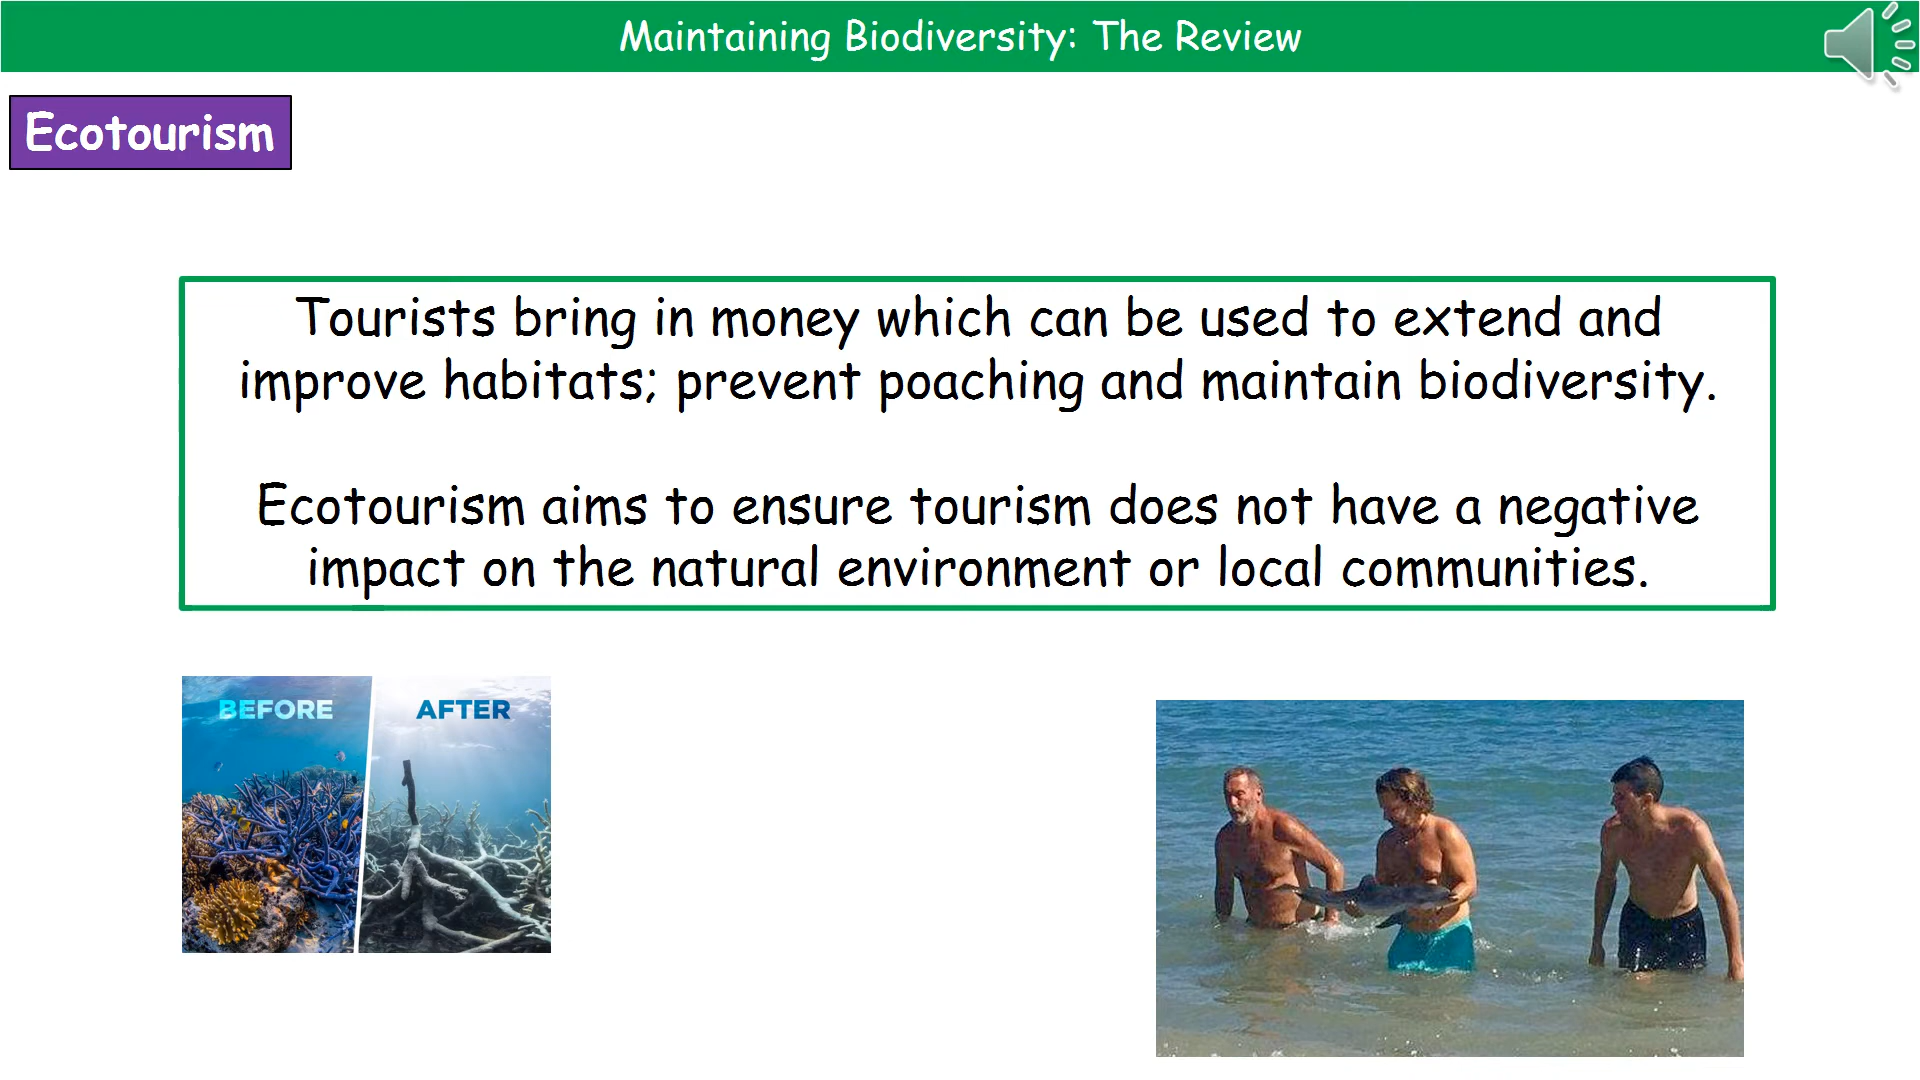 Maintaining Biodiversity: The Review
Ecotourism
Tourists bring in money which can be used to extend and
improve habitats; prevent poaching and maintain biodiversity.
Ecotourism aims to ensure tourism does not have a negative
impact on the natural environment or local communities.
BEFORE
AFTER